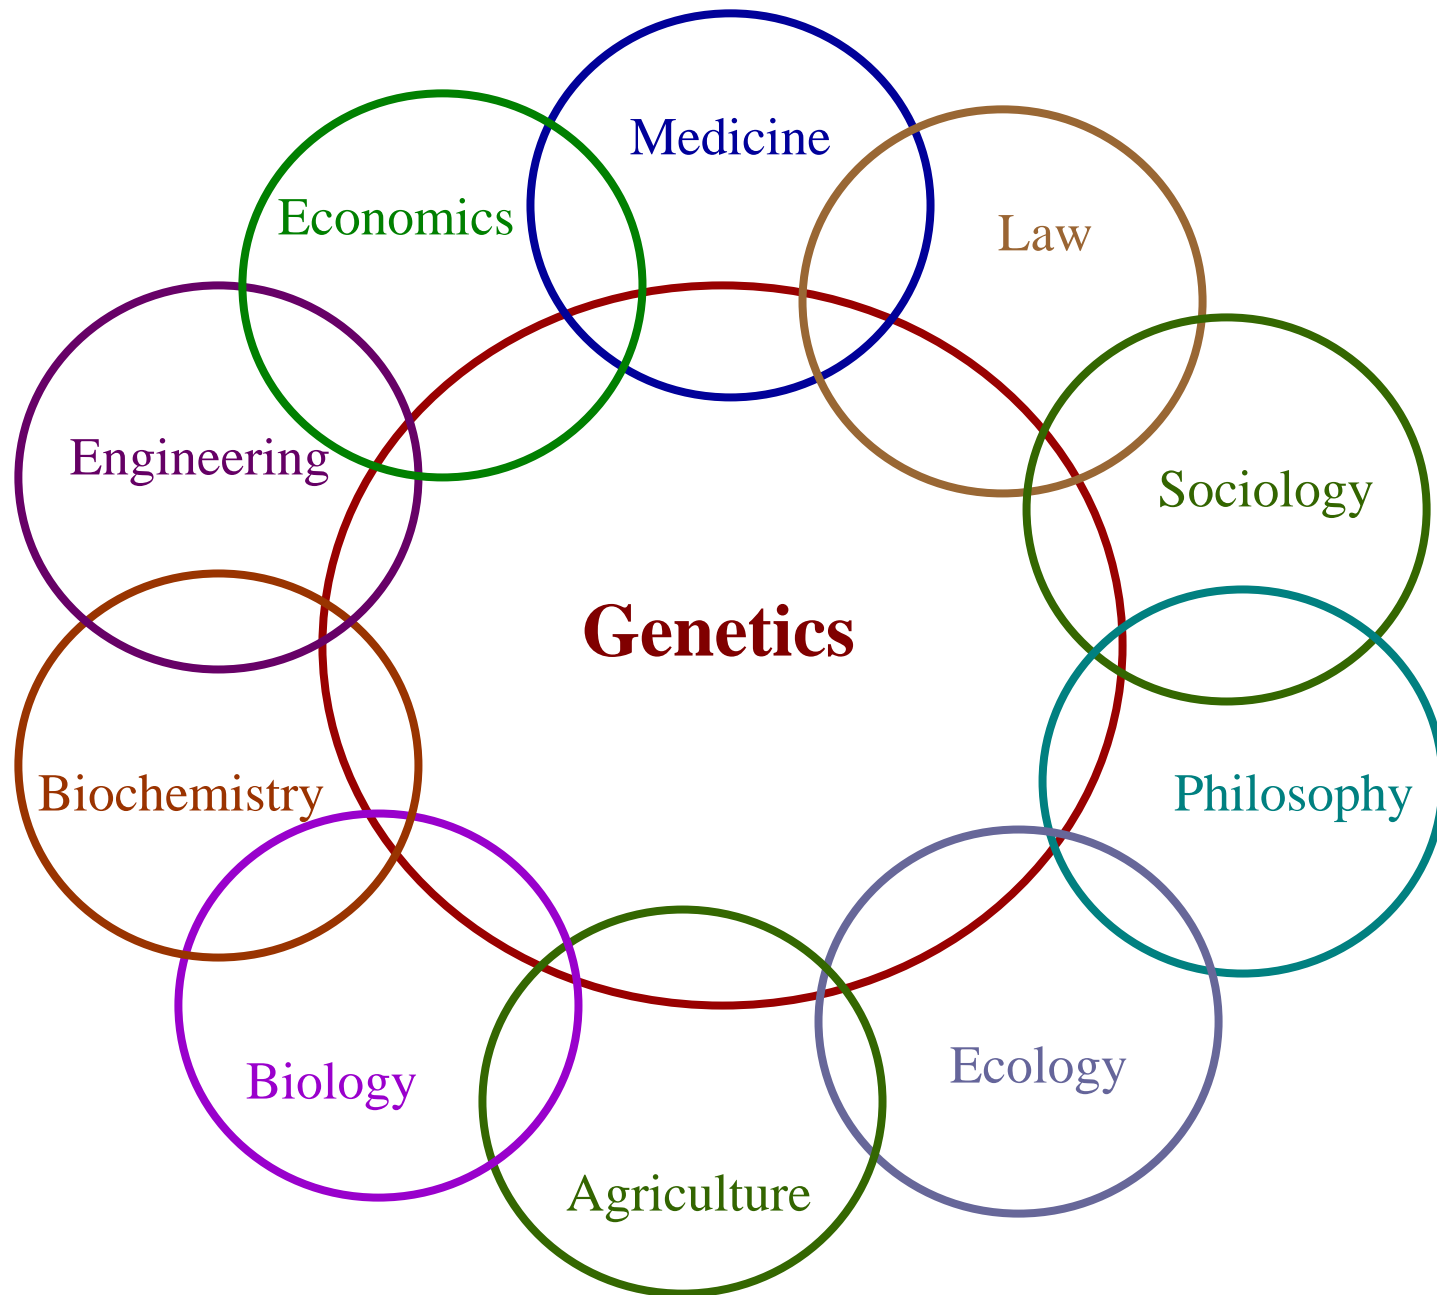 Medicine
Economics
Law
Engineering
Sociology
Genetics
Biochemistry
Philosophy
Biology
Ecology
Agriculture